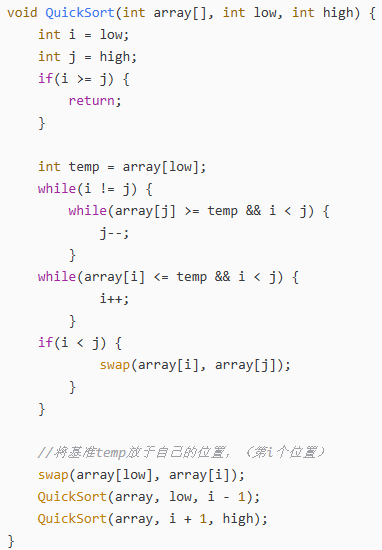 void QuickSort(int array[], int low, int high) {
    int i = low;
    int j = high;
    if(i >= j) {
        return;
    }

    int temp = array[low];
    while(i != j) {
        while(array[j] >= temp && i < j) {
            j--;
        }
    while(array[i] <= temp && i < j) {
            i++;
        }
    if(i < j) {
            swap(array[i], array[j]);
        }
    }

    //将基准temp放于自己的位置，（第i个位置）
    swap(array[low], array[i]);
    QuickSort(array, low, i - 1);
    QuickSort(array, i + 1, high);
}